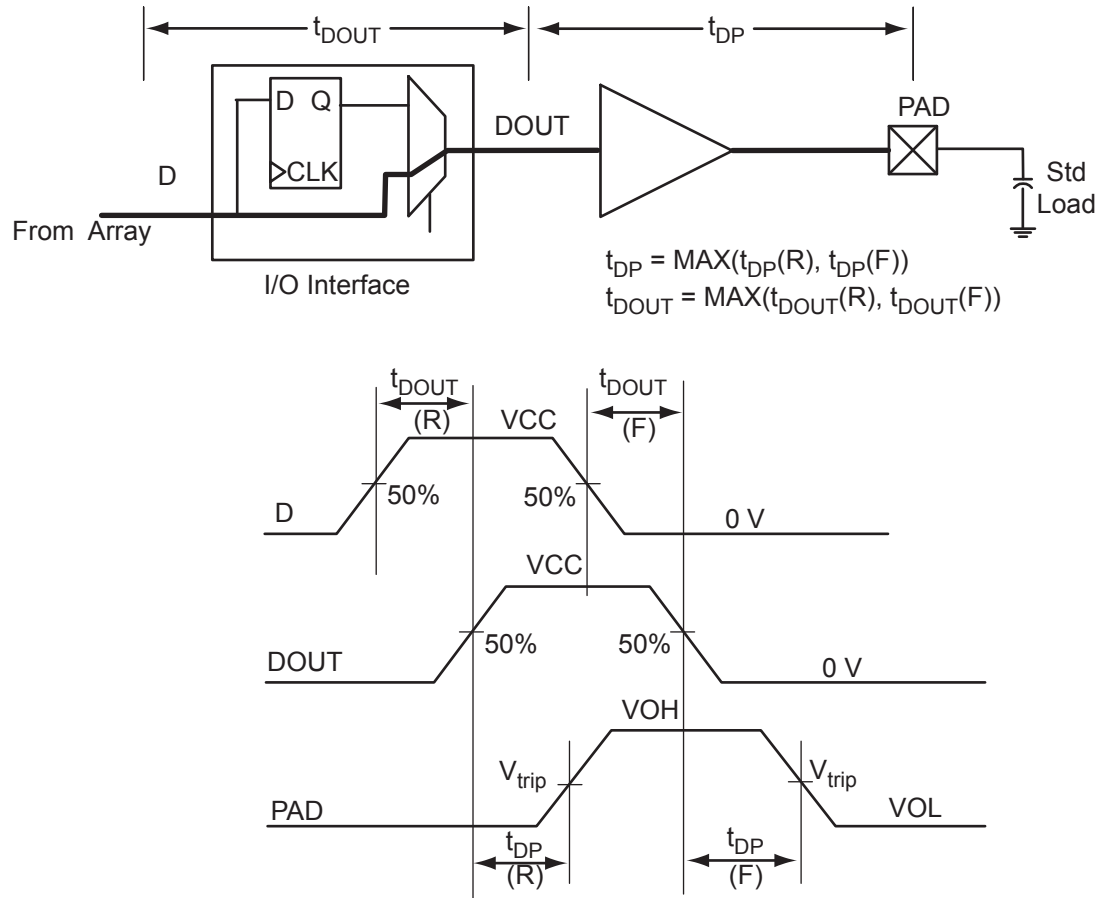 tDOUT
tDP
D Q
CLK
D
From Array
I/O Interface
DOUT
PAD
Std
Load
tDP = MAX(tDP(R), tDP(F))
tDOUT = MAX(tDOUT(R), tDOUT(F))
tDOUT
(R)
tDOUT
(F)
VCC
50%
50%
D
0 V
VCC
50%
50%
DOUT
0 V
VOH
Vtrip
Vtrip
PAD
VOL
tDP
(R)
tDP
(F)